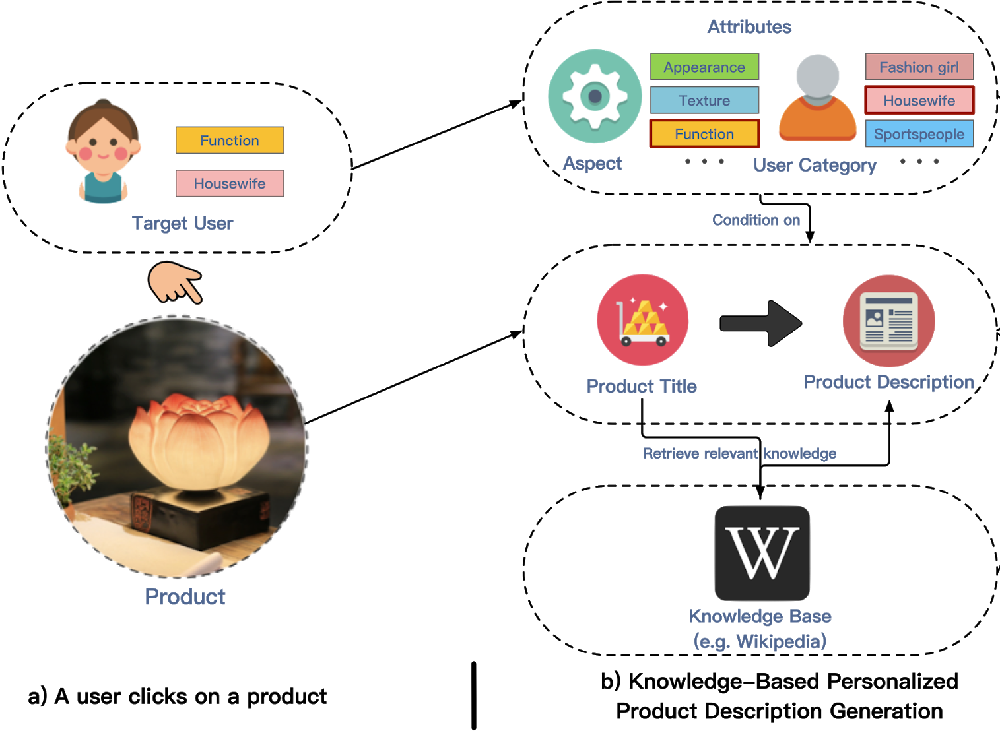 Function
Housewife
Target User
Product
a) A user clicks on a product
Attributes
Appearance
Texture
Function
Aspect
Fashion girl
Housewife
Sportspeople
User Category
Condition on
Product Title
Product Description
Retrieve relevant knowledge
W
Knowledge Base
(e.g. Wikipedia)
b) Knowledge-Based Personalized
Product Description Generation